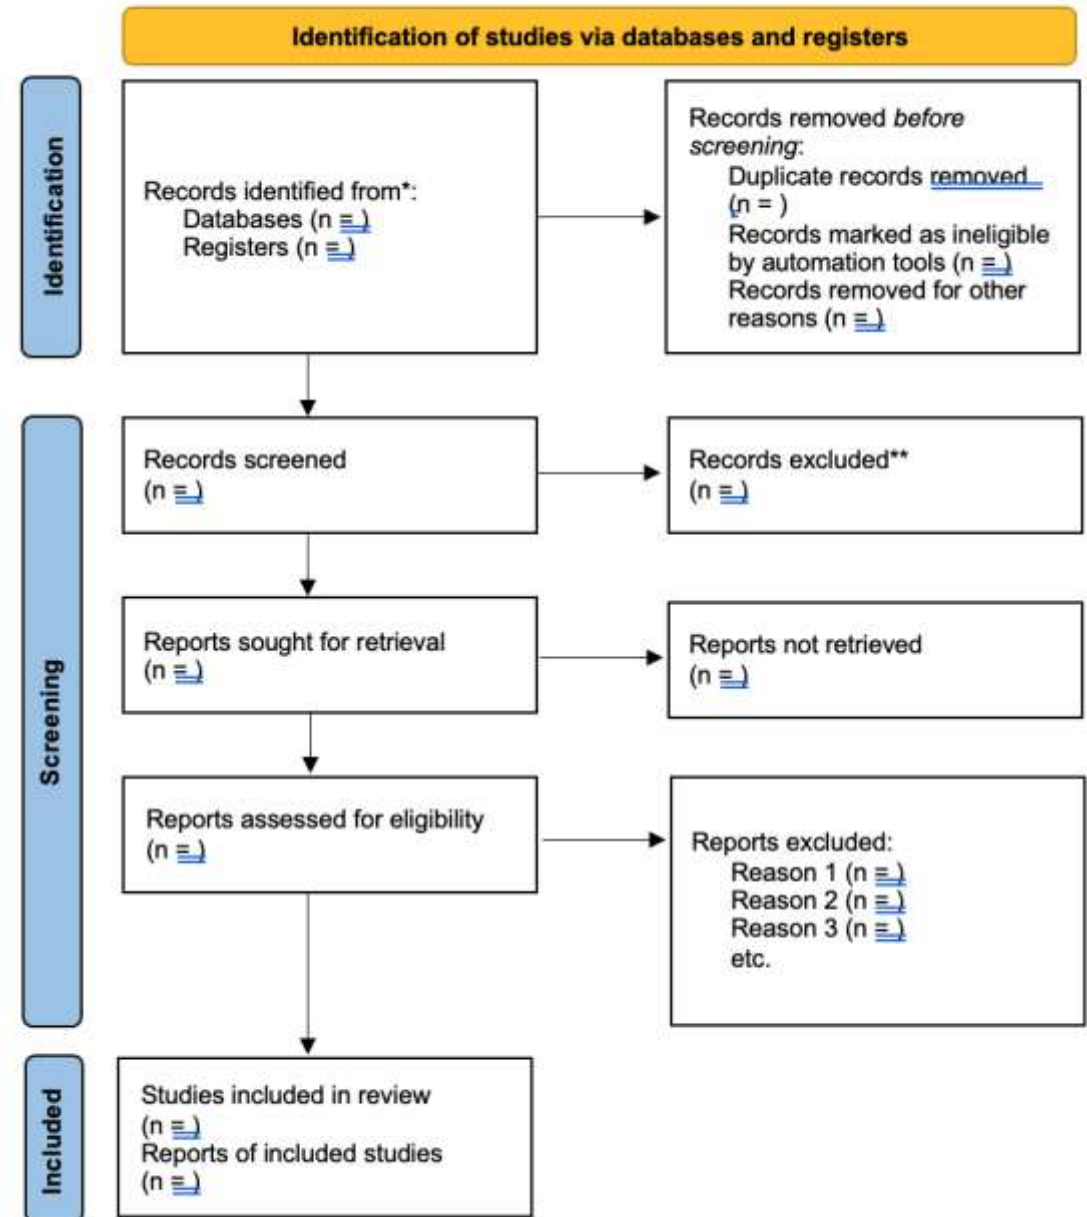 Identification of studies via databases and registers
Identification
Records identified from*:
Databases (n = )
Registers (n = )
Records removed before
screening:
Duplicate records removed
(n = )
Records marked as ineligible
by automation tools (n = )
Records removed for other
reasons (n = )
Screening
Records screened
(n = )
Records excluded**
(n = )
Reports sought for retrieval
(n = )
Reports not retrieved
(n = )
Reports assessed for eligibility
(n = )
Reports excluded:
Reason 1 (n = )
Reason 2 (n = )
Reason 3 (n = )
etc.
Included
Studies included in review
(n = )
Reports of included studies
(n = )